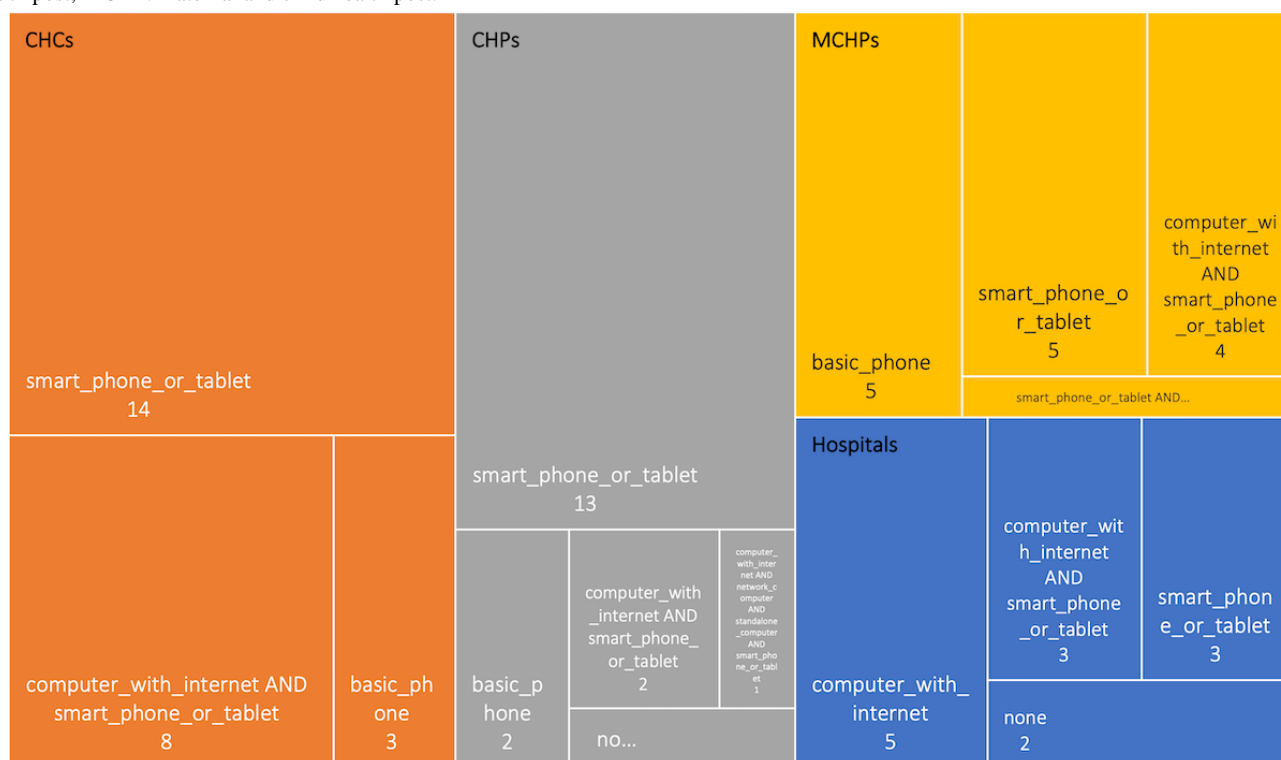 CHCs
smart_phone_or_tablet
14
computer_with_internet AND
smart_phone_or_tablet
8
basic_ph
one
3
CHPs
smart_phone_or_tablet
13
basic_p
hone
2
computer_with
_internet AND
smart_phone_
or_tablet
2
computer_
with_inter
net AND
network_c
omputer
AND
standalone
_computer
AND
smart_pho
ne_or_tabl
et
1
no...
MCHPs
basic_phone
5
smart_phone_o
r_tablet
5
computer_wi
th_internet
AND
smart_phone
_or_tablet
4
smart_phone_or_tablet AND...
Hospitals
computer_with_
internet
5
computer_wit
h_internet
AND
smart_phone
_or_tablet
3
smart_phon
e_or_tablet
3
none
2